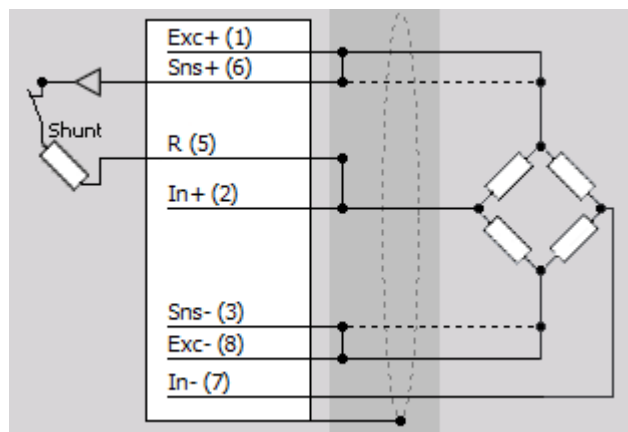 Exc+ (1)
Sns+ (6)
Shunt
R (5)
In+ (2)
Sns- (3)
Exc- (8)
In- (7)